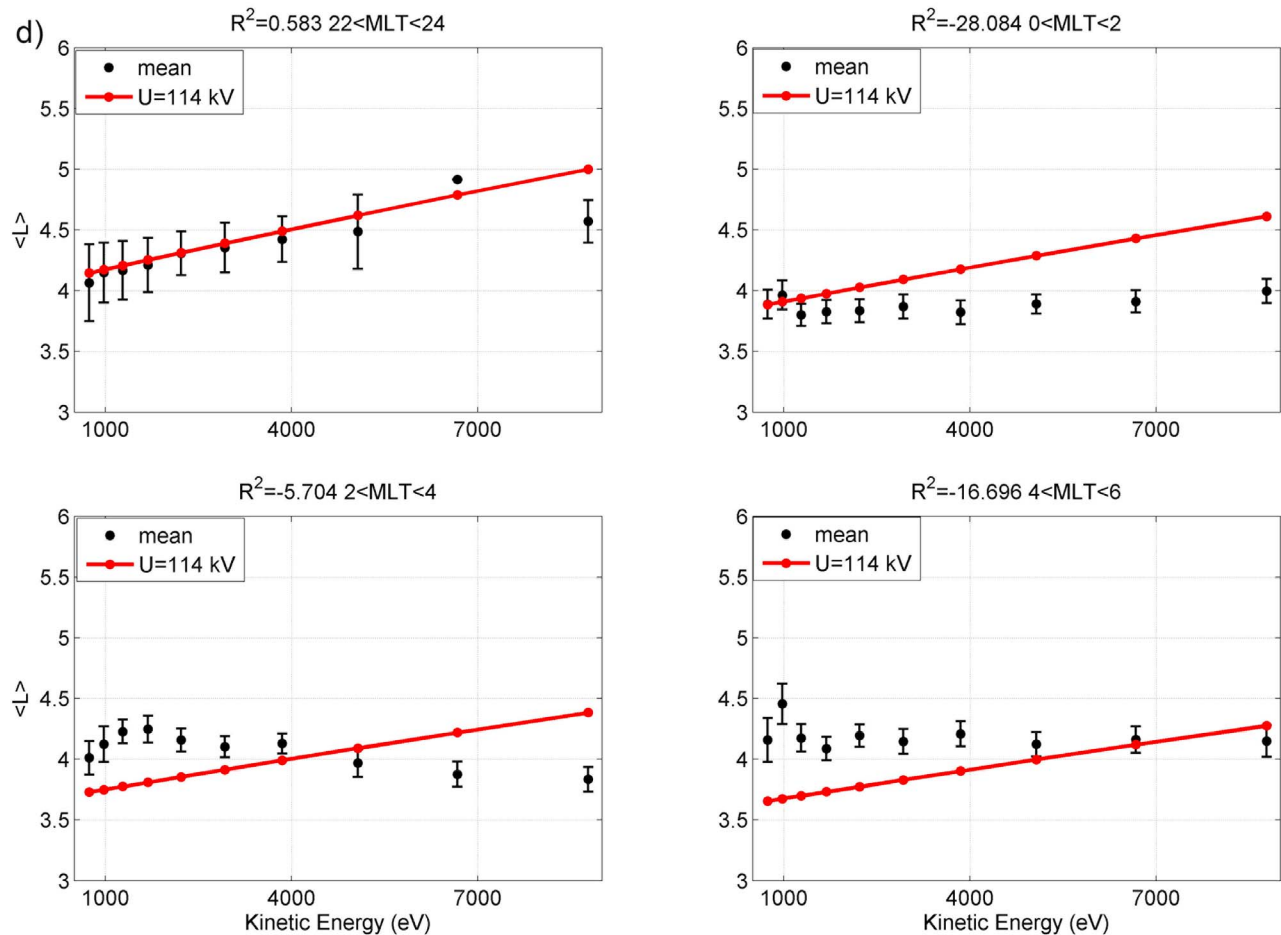 d)
R²=0.583 22<MLT<24
6
5.5
5
4.5
4
3.5
3
<L>
mean
U=114 kV
1000
4000
7000
R²=-28.084 0<MLT<2
6
5.5
5
4.5
4
3.5
3
mean
U=114 kV
1000
4000
7000
R²=-5.704 2<MLT<4
6
5.5
5
4.5
4
3.5
3
<L>
mean
U=114 kV
1000
4000
7000
Kinetic Energy (eV)
R²=-16.696 4<MLT<6
6
5.5
5
4.5
4
3.5
3
mean
U=114 kV
1000
4000
7000
Kinetic Energy (eV)